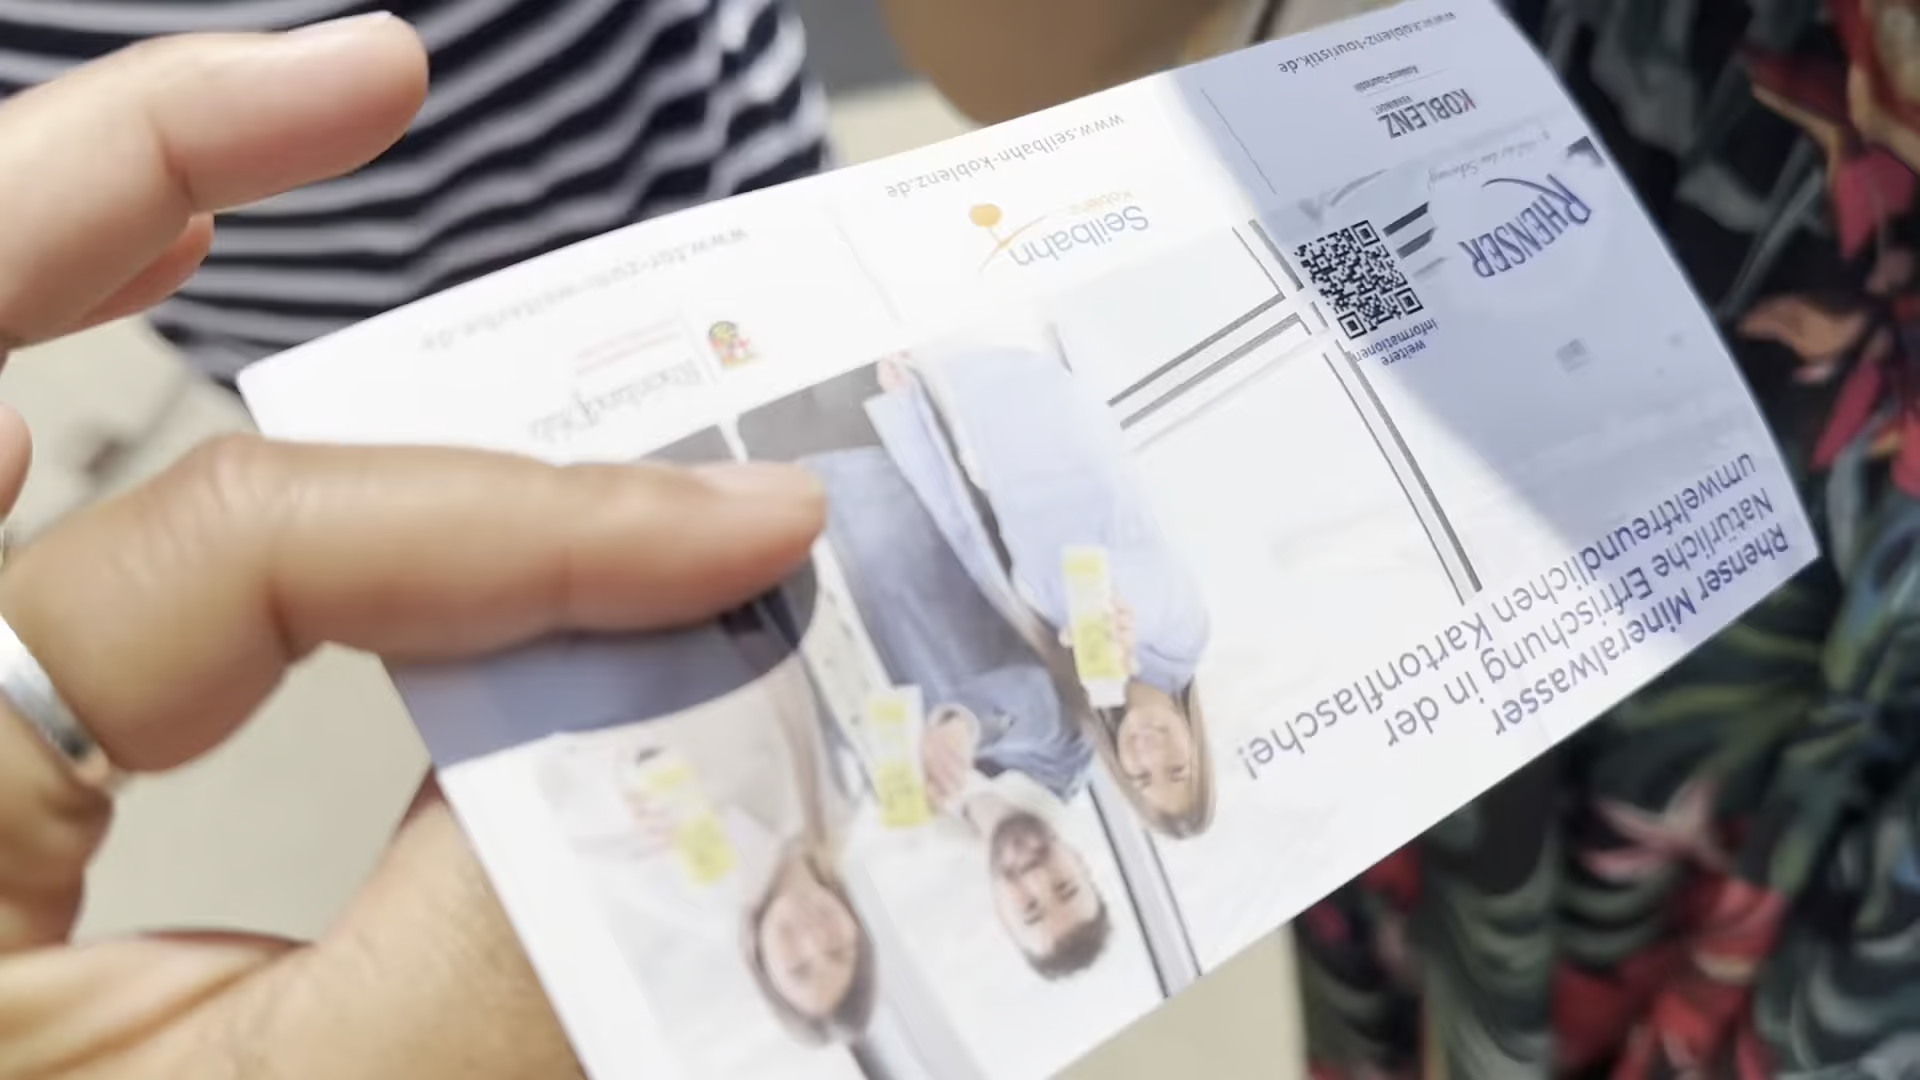 Rhenser Mineralwasser
Natürliche Erfrischung in der
umweltfreundlichen Kartonflasche!
weitere
informationen
RHENSER
KOBLENZ
www.koblenz-touristik.de
Seilbahn
Koblenz
www.seilbahn-koblenz.de